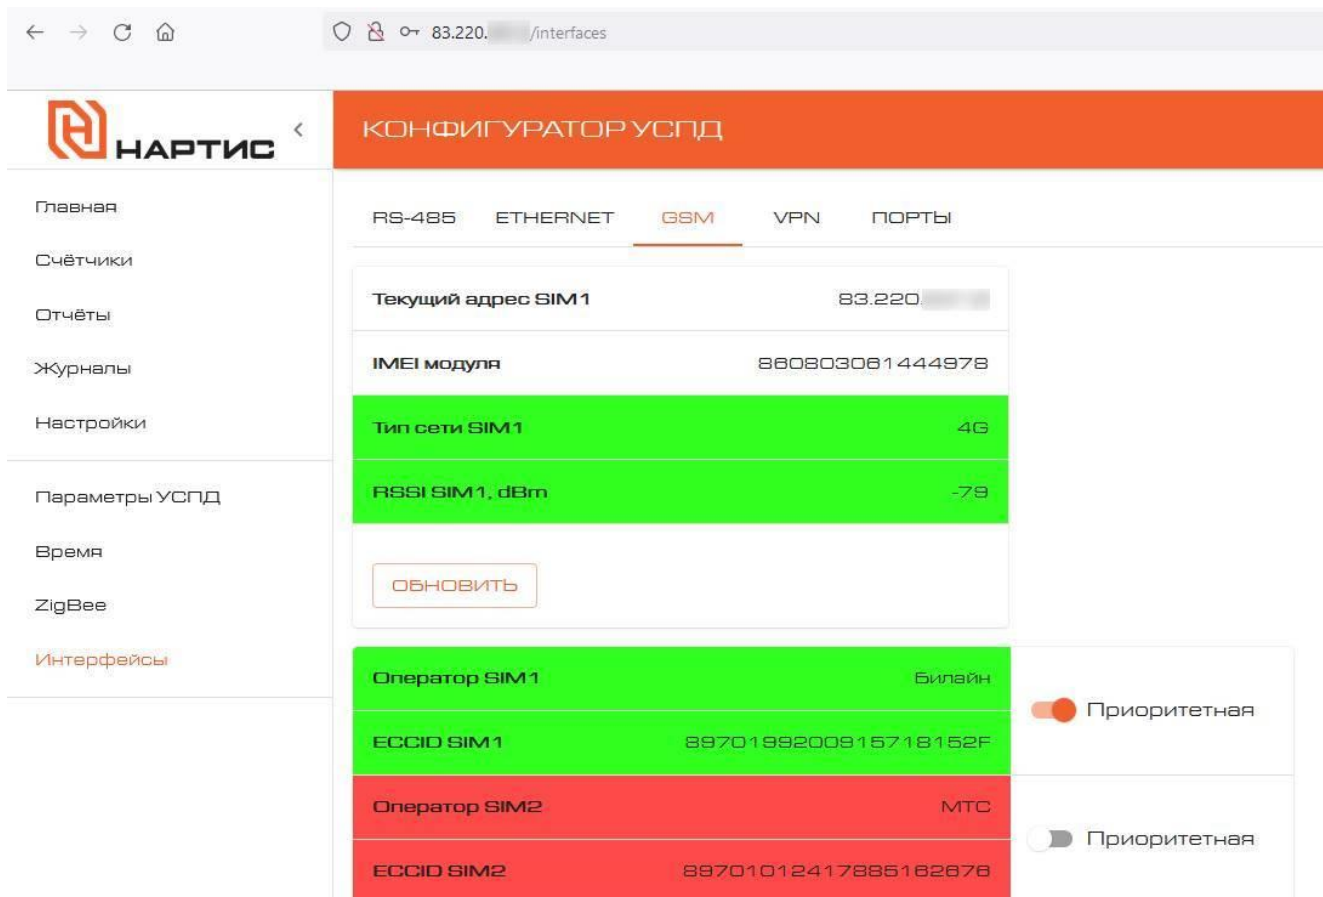 83.220. /interfaces
НАРТИС
КОНФИГУРАТОР УСПД
Главная
Счётчики
Отчёты
Журналы
Настройки
Параметры УСПД
Время
ZigBee
Интерфейсы
RS-485 ETHERNET GSM VPN ПОРТЫ
Текущий адрес SIM1 83.220.
IMEI модуля 860803061444978
Тип сети SIM1 4G
RSSI SIM1, dBm -79
ОБНОВИТЬ
Оператор SIM1 Билайн
ECCID SIM1 8970199200915718152F
Приоритетная
Оператор SIM2 МТС
ECCID SIM2 89701012417885162676
Приоритетная